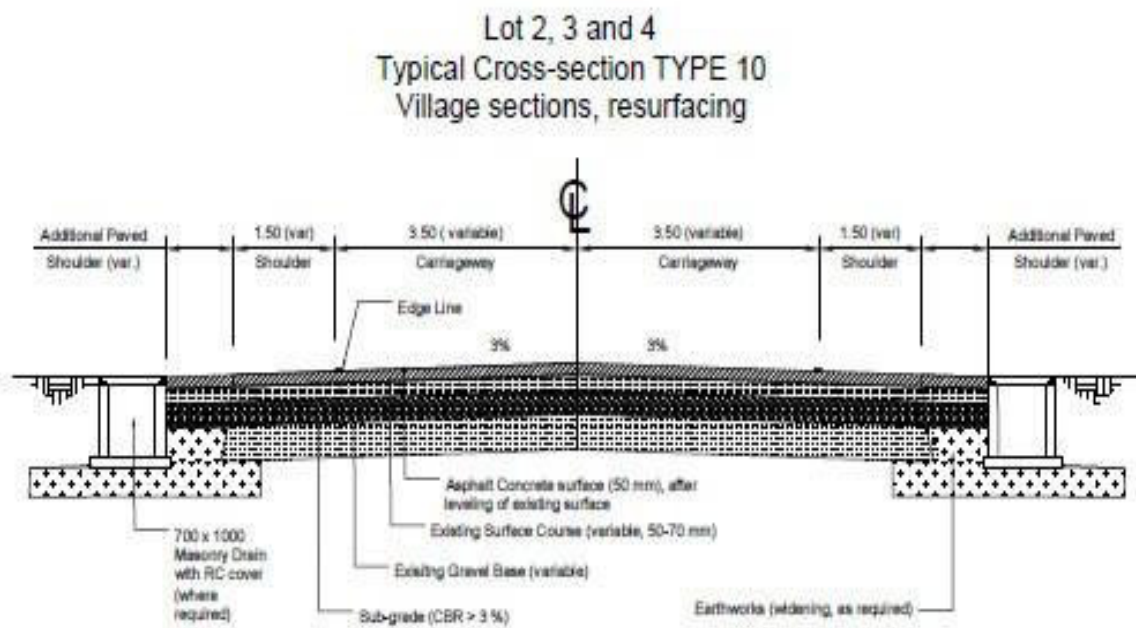 Lot 2, 3 and 4
Typical Cross-section TYPE 10
Village sections, resurfacing
CL
Additional Paved
Shoulder (var.)
1.50 (var)
Shoulder
3.50 ( variable)
Carriageway
3.50 (variable)
Carriageway
1.50 (var)
Shoulder
Additional Paved
Shoulder (var.)
Edge Line
3%
3%
Asphalt Concrete surface (50 mm), after
leveling of existing surface
Existing Surface Course (variable, 50-70 mm)
700 x 1000
Masonry Drain
with RC cover
(where
required)
Exisitng Gravel Base (variable)
Sub-grade (CBR > 3 %)
Earthworks (widening, as required)